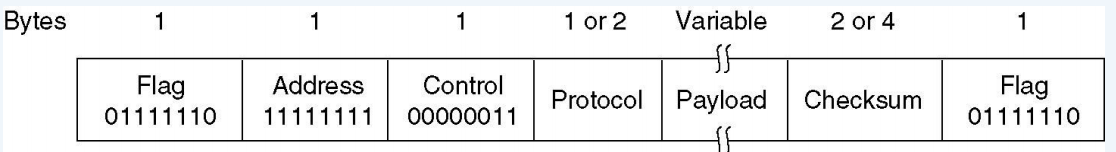 Bytes 1 1 1 1 or 2 Variable 2 or 4 1
Flag Address Control Protocol Payload Checksum Flag
01111110 11111111 00000011 01111110